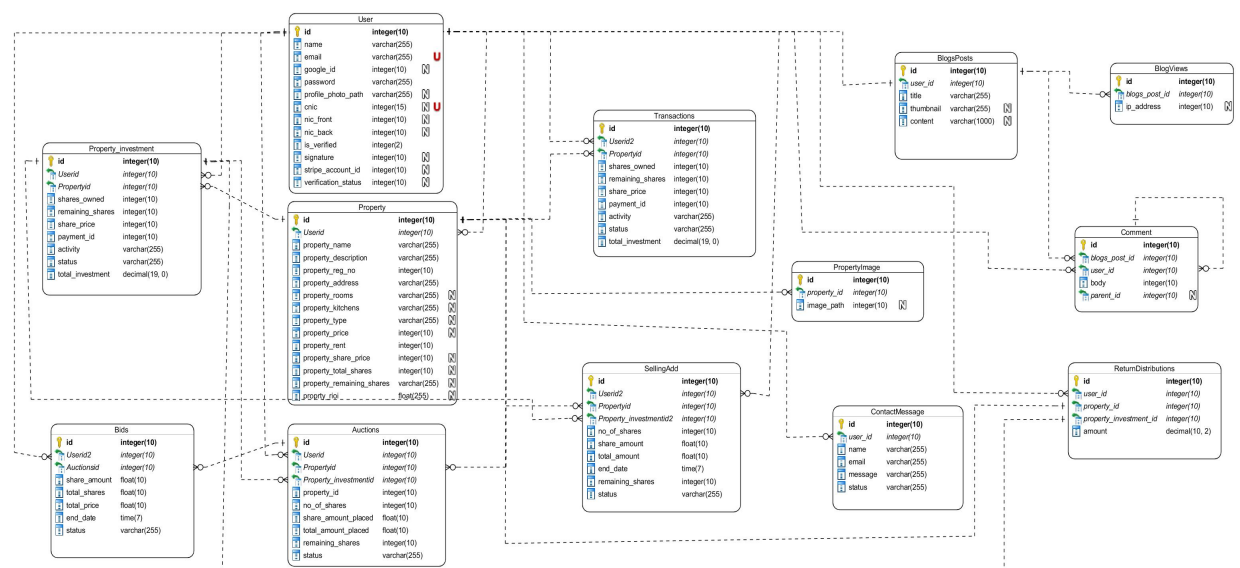 User
id integer(10)
name varchar(255)
email varchar(255) U
google_id integer(10) N
password varchar(255)
profile_photo_path varchar(255) N
cnic integer(15) N U
nic_front integer(10) N
nic_back integer(10) N
is_verified integer(2)
signature integer(10) N
stripe_account_id integer(10) N
verification_status integer(10) N
BlogsPosts
id integer(10)
user_id integer(10)
title varchar(255)
thumbnail varchar(255) N
content varchar(1000) N
BlogViews
id integer(10)
blogs_post_id integer(10)
ip_address integer(10) N
Transactions
id integer(10)
Userid2 integer(10)
Propertyid integer(10)
shares_owned integer(10)
remaining_shares integer(10)
share_price integer(10)
payment_id integer(10)
activity varchar(255)
status varchar(255)
total_investment decimal(19, 0)
Property_investment
id integer(10)
Userid integer(10)
Propertyid integer(10)
shares_owned integer(10)
remaining_shares integer(10)
share_price integer(10)
payment_id integer(10)
activity varchar(255)
status varchar(255)
total_investment decimal(19, 0)
Property
id integer(10)
Userid integer(10)
property_name varchar(255)
property_description varchar(255)
property_reg_no integer(10)
property_address varchar(255)
property_rooms varchar(255) N
property_kitchens varchar(255) N
property_type varchar(255) N
property_price integer(10) N
property_rent integer(10)
property_share_price integer(10) N
property_total_shares integer(10) N
property_remaining_shares varchar(255) N
float(255) N
Comment
id integer(10)
blogs_post_id integer(10)
user_id integer(10)
body integer(10)
parent_id integer(10) N
PropertyImage
id integer(10)
property_id integer(10)
image_path integer(10) N
SellingAdd
id integer(10)
Userid2 integer(10)
Propertyid integer(10)
Property_investmentid2 integer(10)
no_of_shares integer(10)
share_amount float(10)
total_amount float(10)
end_date time(7)
remaining_shares integer(10)
status varchar(255)
ReturnDistributions
id integer(10)
user_id integer(10)
property_id integer(10)
property_investment_id integer(10)
amount decimal(10, 2)
ContactMessage
id integer(10)
user_id integer(10)
name varchar(255)
email varchar(255)
message varchar(255)
status varchar(255)
Bids
id integer(10)
Userid2 integer(10)
Auctionsid integer(10)
share_amount float(10)
total_shares float(10)
total_price float(10)
end_date time(7)
status varchar(255)
Auctions
id integer(10)
Userid integer(10)
Propertyid integer(10)
Property_investmentid integer(10)
property_id integer(10)
no_of_shares integer(10)
share_amount_placed float(10)
total_amount_placed float(10)
remaining_shares integer(10)
status varchar(255)